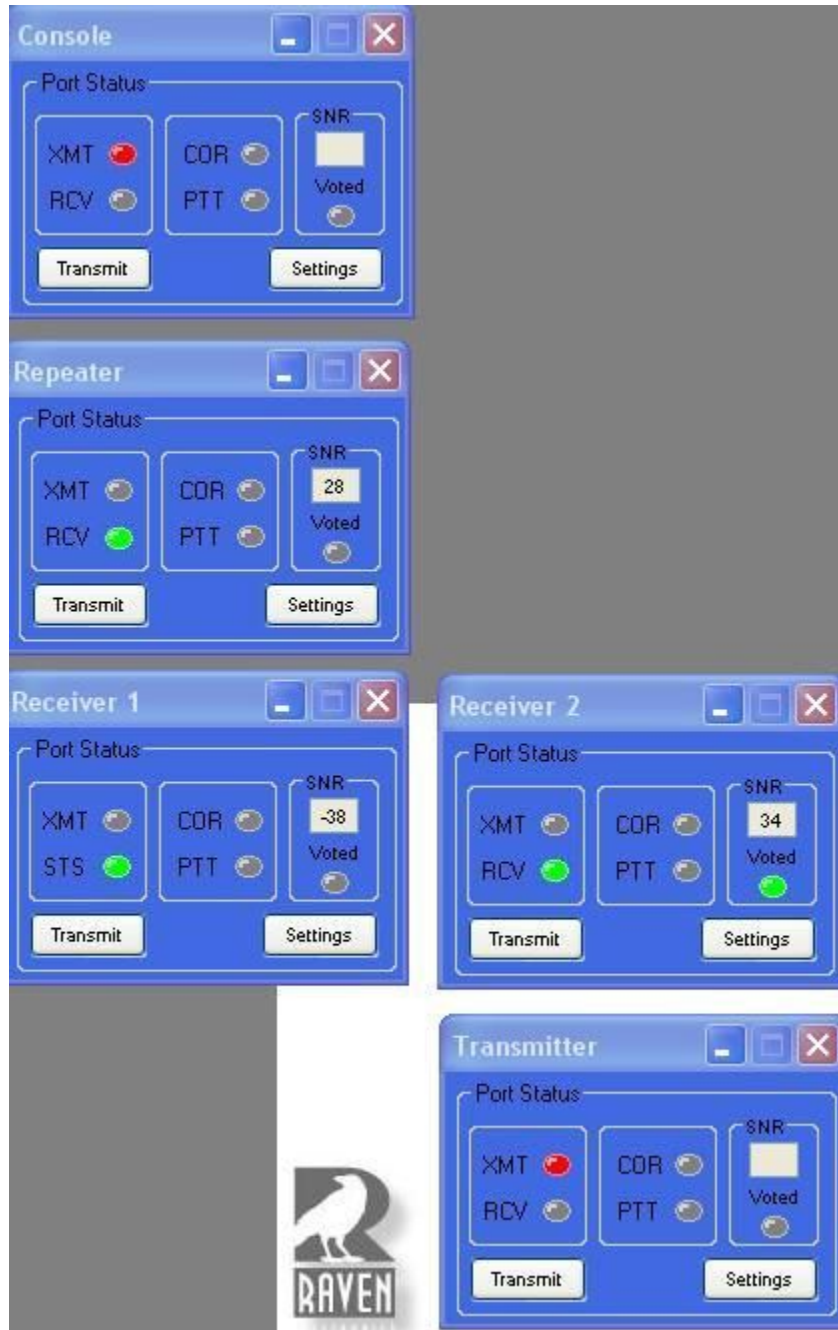 Console
Port Status
SNR
XMT COR
Voted
RCV PTT
Transmit Settings
Repeater
Port Status
SNR
XMT COR 28
Voted
RCV PTT
Transmit Settings
Receiver 1
Port Status
SNR
XMT COR -38
Voted
STS PTT
Transmit Settings
Receiver 2
Port Status
SNR
XMT COR 34
Voted
RCV PTT
Transmit Settings
Transmitter
Port Status
SNR
XMT COR
Voted
RCV PTT
Transmit Settings
RAVEN